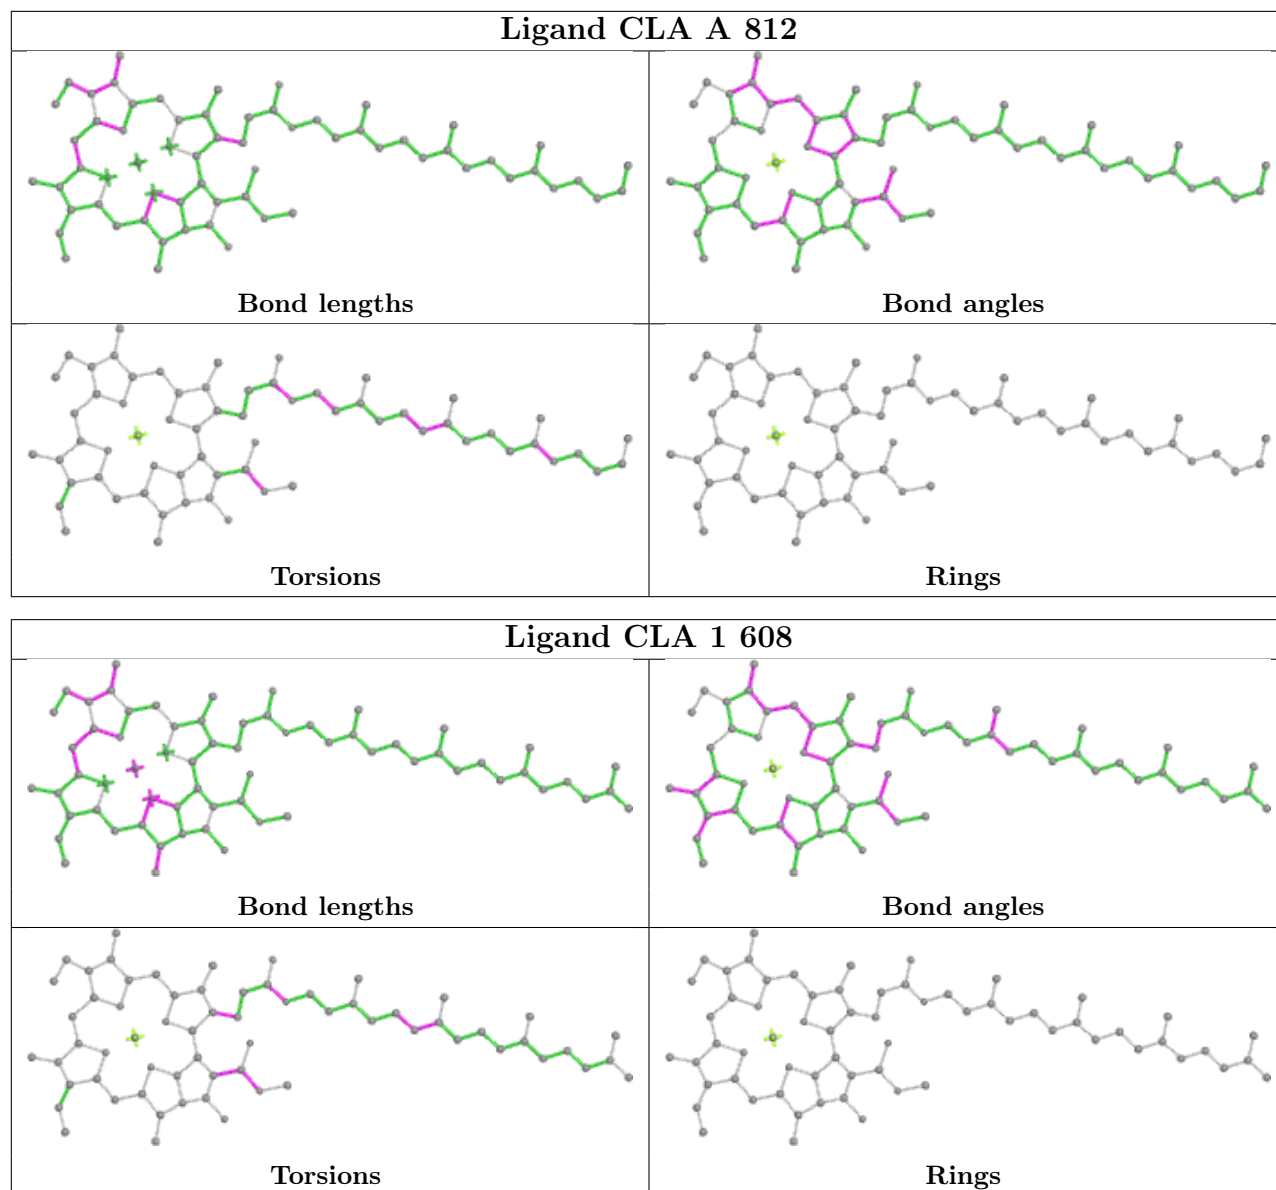 Ligand CLA A 812
Bond lengths
Bond angles
Torsions
Rings
Ligand CLA 1 608
Bond lengths
Bond angles
Torsions
Rings